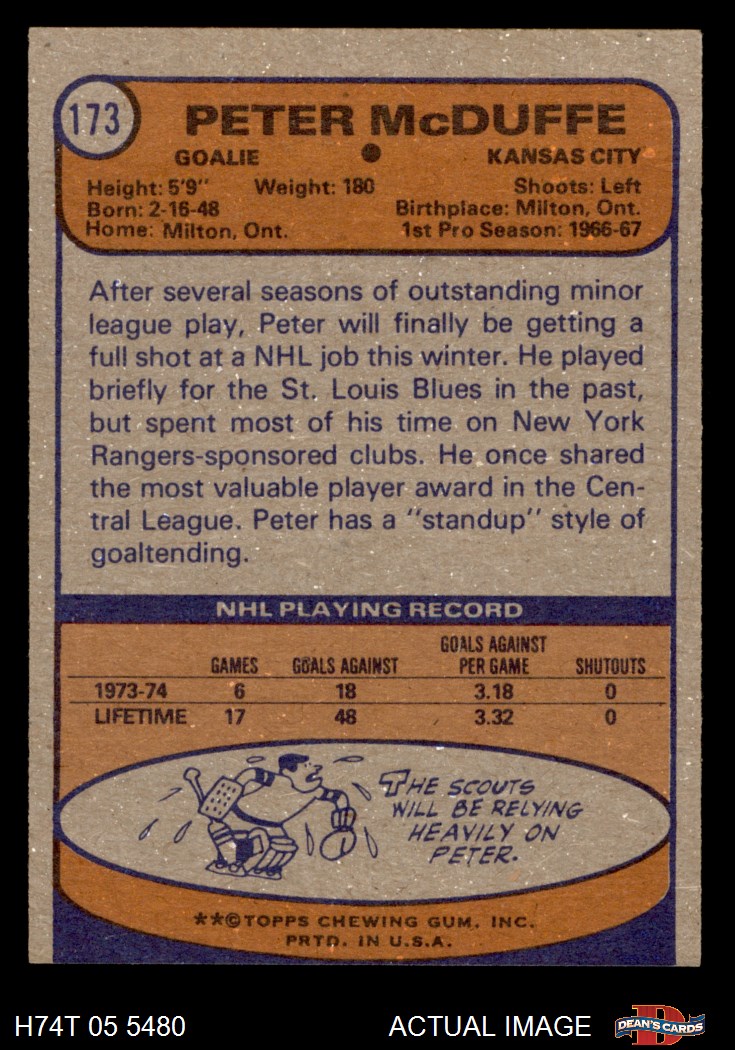 173
PETER McDUFFE
GOALIE ● KANSAS CITY
Height: 5'9" Weight: 180 Shoots: Left
Born: 2-16-48 Birthplace: Milton, Ont.
Home: Milton, Ont. 1st Pro Season: 1966-67
After several seasons of outstanding minor
league play, Peter will finally be getting a
full shot at a NHL job this winter. He played
briefly for the St. Louis Blues in the past,
but spent most of his time on New York
Rangers-sponsored clubs. He once shared
the most valuable player award in the Cen-
tral League. Peter has a "standup" style of
goaltending.
NHL PLAYING RECORD
GAMES GOALS AGAINST GOALS AGAINST PER GAME SHUTOUTS
1973-74 6 18 3.18 0
LIFETIME 17 48 3.32 0
THE SCOUTS
WILL BE RELYING
HEAVILY ON
PETER.
**©TOPPS CHEWING GUM, INC.
PRTD. IN U.S.A.
H74T 05 5480 ACTUAL IMAGE D DEAN'S CARDS